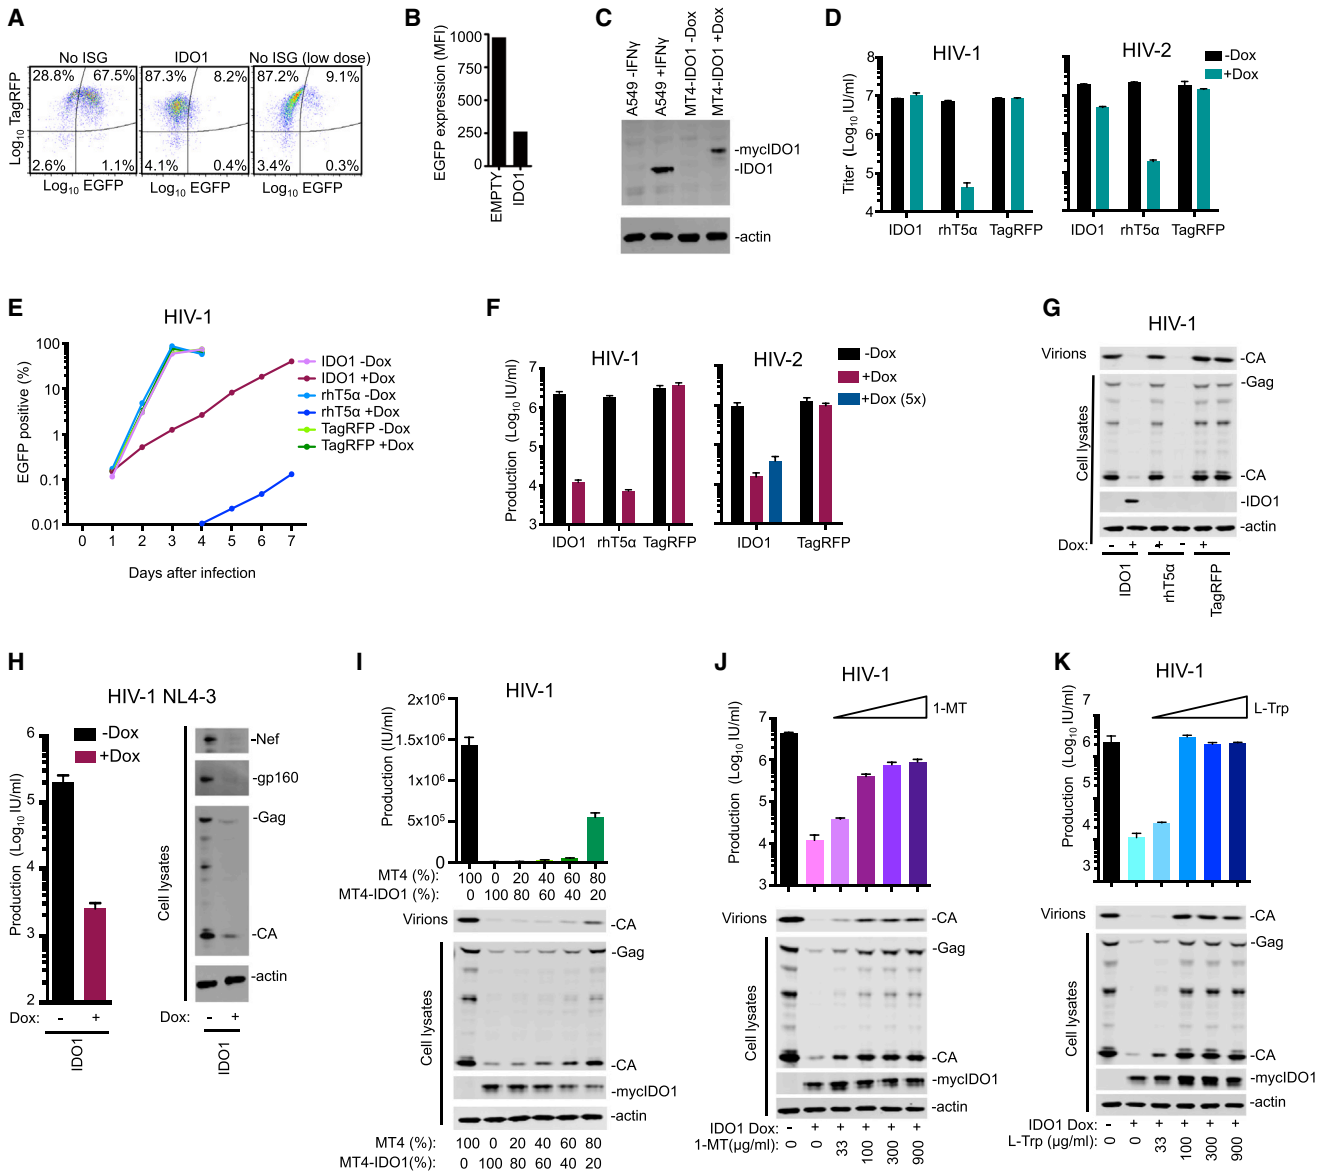 A
No ISG
IDO1
No ISG (low dose)
28.8%
67.5%
87.3%
8.2%
87.2%
9.1%
2.6%
1.1%
4.1%
0.4%
3.4%
0.3%
Log10 TagRFP
Log10 EGFP
Log10 EGFP
Log10 EGFP
B
EGFP expression (MFI)
1000
750
500
250
0
EMPTY
IDO1
C
A549 -IFNγ
A549 +IFNγ
MT4-IDO1 -Dox
MT4-IDO1 +Dox
-mycIDO1
-IDO1
-actin
D
HIV-1
HIV-2
-Dox
+Dox
Titer (Log10 IU/ml)
8
7
6
5
4
IDO1
rhT5α
TagRFP
IDO1
rhT5α
TagRFP
E
HIV-1
EGFP positive (%)
100
10
1
0.1
0.01
0
1
2
3
4
5
6
7
Days after infection
IDO1 -Dox
IDO1 +Dox
rhT5α -Dox
rhT5α +Dox
TagRFP -Dox
TagRFP +Dox
F
HIV-1
HIV-2
-Dox
+Dox
+Dox (5x)
Production (Log10 IU/ml)
7
6
5
4
3
IDO1
rhT5α
TagRFP
IDO1
TagRFP
G
HIV-1
Virions
-CA
Cell lysates
-Gag
-CA
-IDO1
-actin
Dox: - + + - +
IDO1
rhT5α
TagRFP
H
HIV-1 NL4-3
-Dox
+Dox
Production (Log10 IU/ml)
6
5
4
3
2
Dox: - +
IDO1
Cell lysates
-Nef
-gp160
-Gag
-CA
-actin
Dox: - +
IDO1
I
HIV-1
Production (IU/ml)
2x10^6
1.5x10^6
1x10^6
5x10^5
0
MT4 (%): 100 0 20 40 60 80
MT4-IDO1 (%): 0 100 80 60 40 20
Virions
-CA
Cell lysates
-Gag
-CA
-mycIDO1
-actin
MT4 (%): 100 0 20 40 60 80
MT4-IDO1(%): 0 100 80 60 40 20
J
HIV-1
1-MT
Production (Log10 IU/ml)
7
6
5
4
3
Virions
-CA
Cell lysates
-Gag
-CA
-mycIDO1
-actin
IDO1 Dox: - + + + + +
1-MT(µg/ml): 0 0 33 100 300 900
K
HIV-1
L-Trp
Production (Log10 IU/ml)
7
6
5
4
3
Virions
-CA
Cell lysates
-Gag
-CA
-mycIDO1
-actin
IDO1 Dox: - + + + + +
L-Trp (µg/ml): 0 0 33 100 300 900